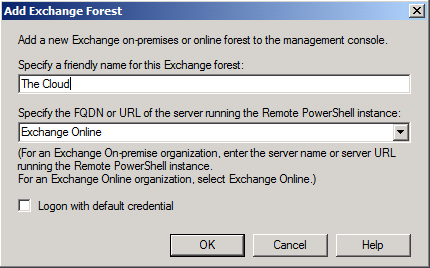 Add Exchange Forest
Add a new Exchange on-premises or online forest to the management console.
Specify a friendly name for this Exchange forest:
The Cloud
Specify the FQDN or URL of the server running the Remote PowerShell instance:
Exchange Online
(For an Exchange On-premise organization, enter the server name or server URL
running the Remote PowerShell instance.
For an Exchange Online organization, select Exchange Online.)
Logon with default credential
OK Cancel Help